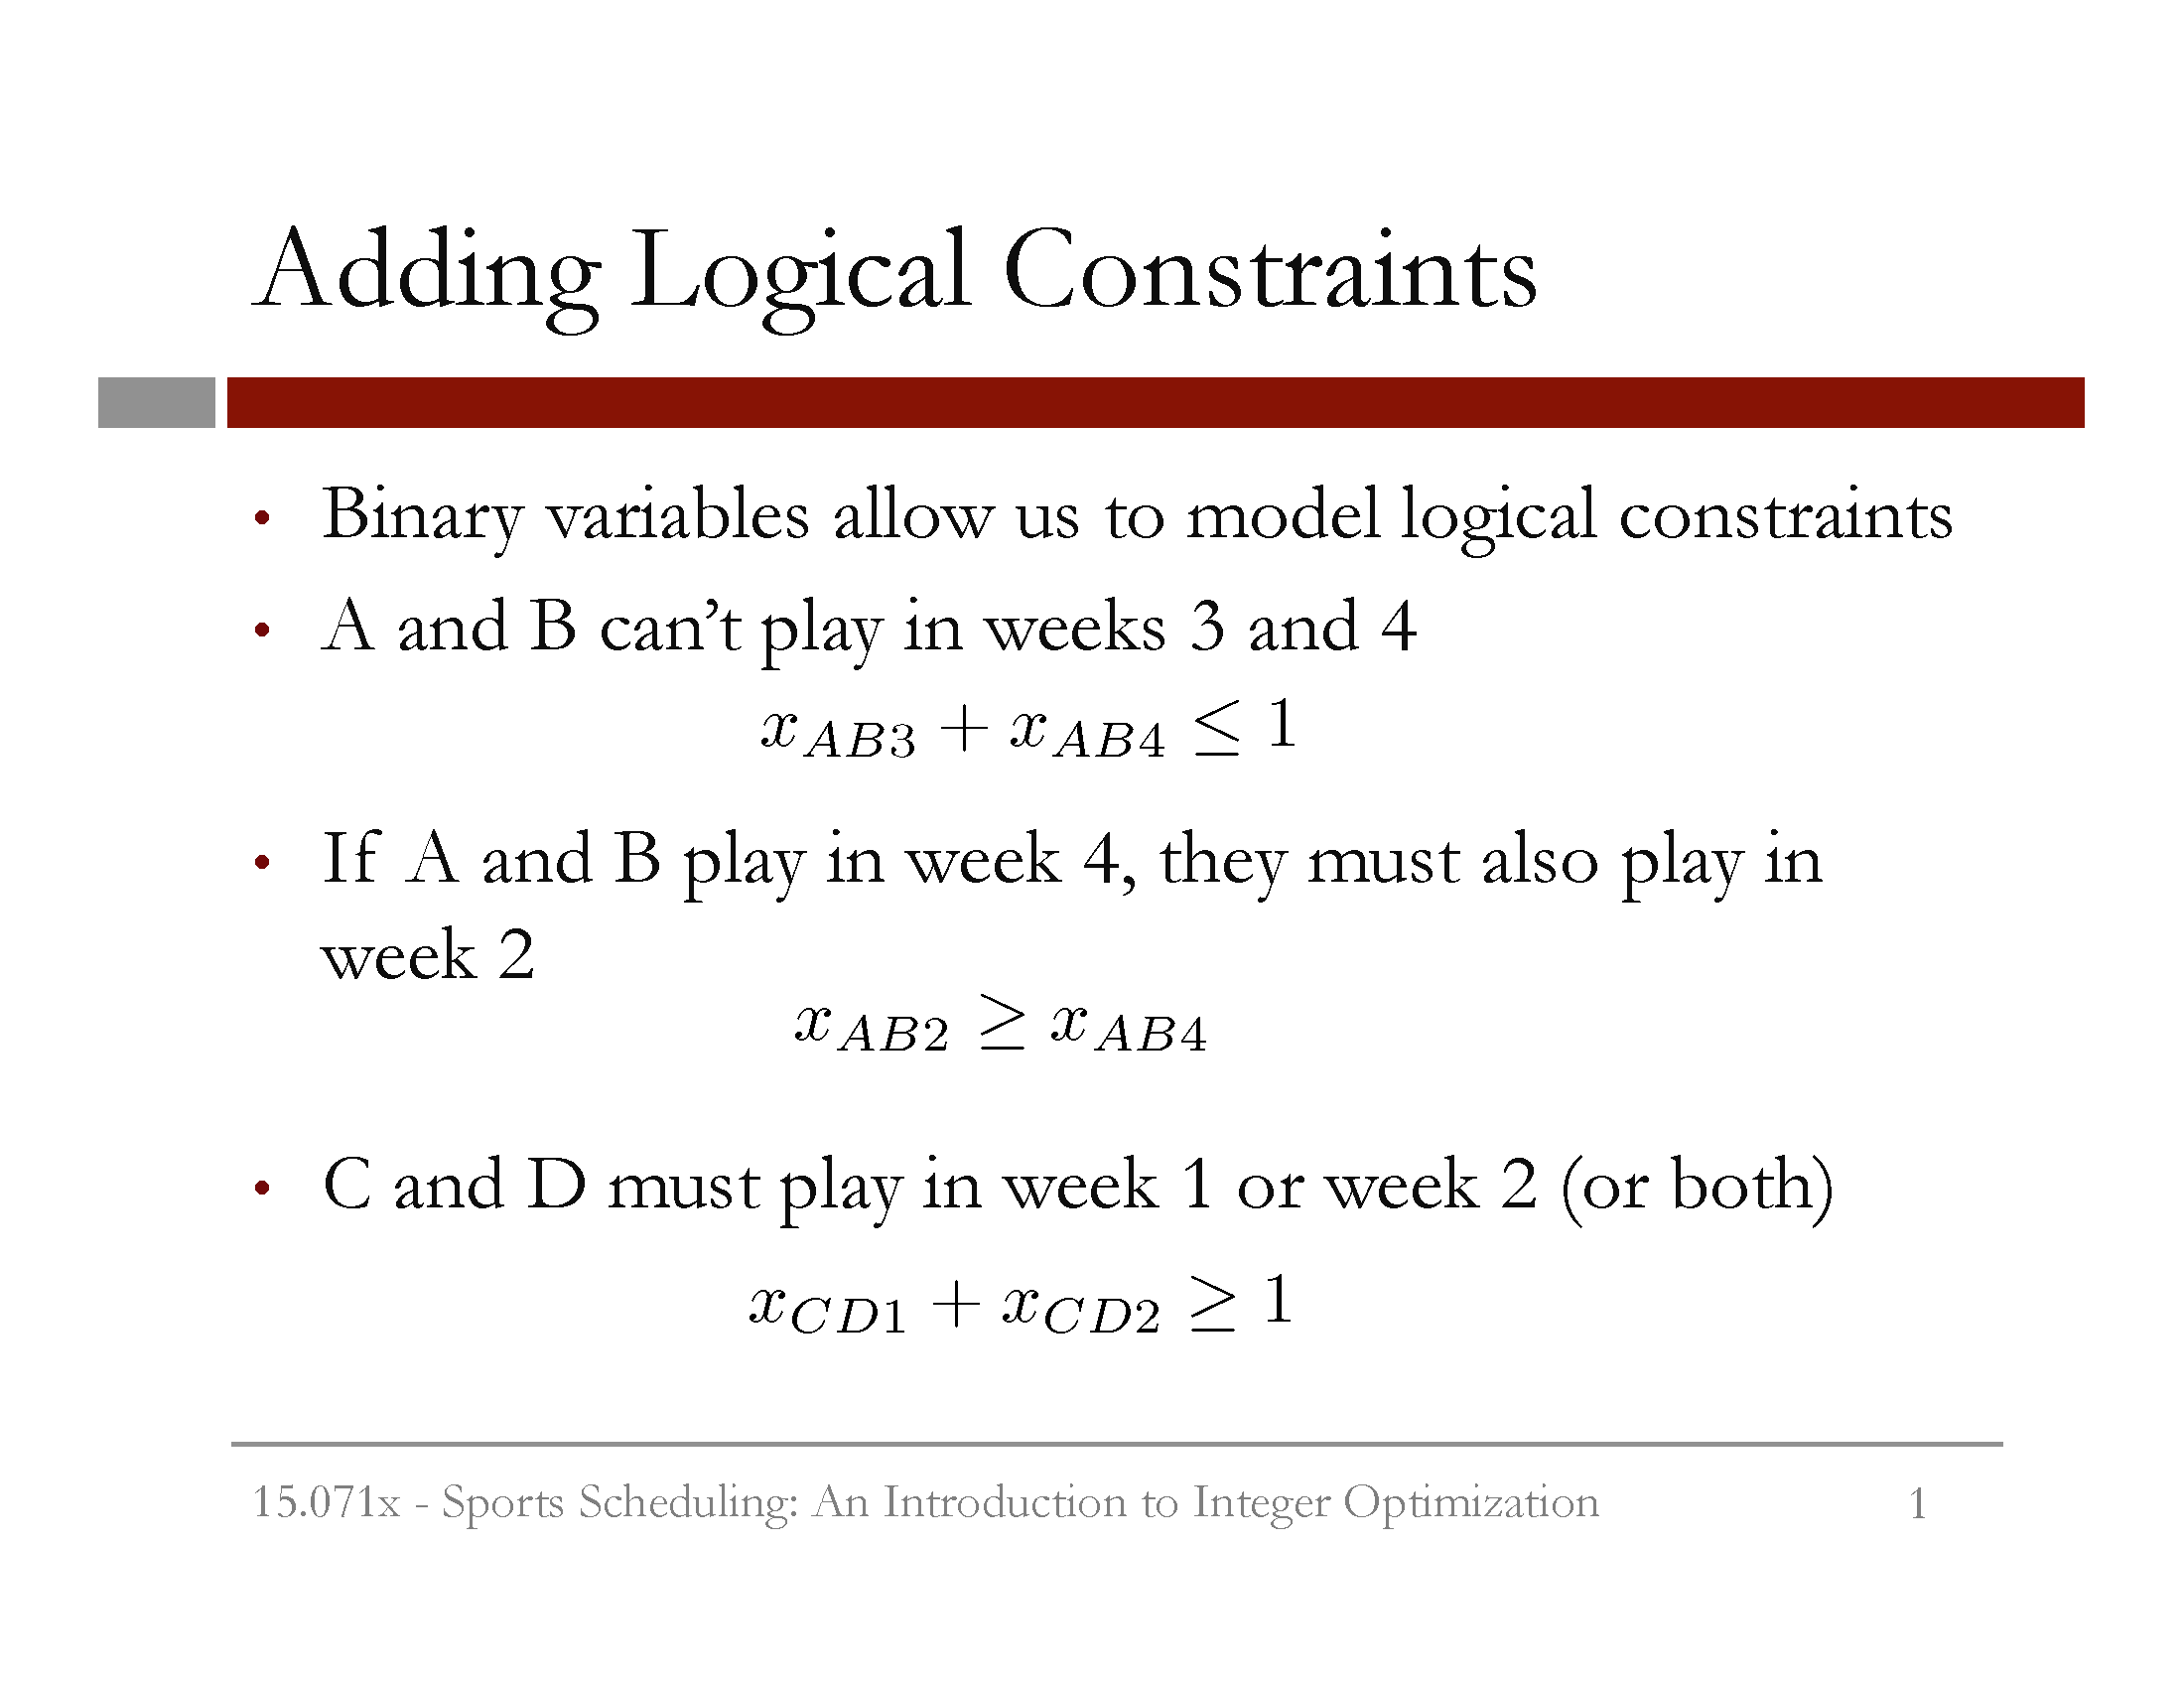 Adding Logical Constraints
• Binary variables allow us to model logical constraints
• A and B can’t play in weeks 3 and 4
$x_{AB3} + x_{AB4} \leq 1$
• If A and B play in week 4, they must also play in
week 2
$x_{AB2} \geq x_{AB4}$
• C and D must play in week 1 or week 2 (or both)
$x_{CD1} + x_{CD2} \geq 1$
15.071x - Sports Scheduling: An Introduction to Integer Optimization 1